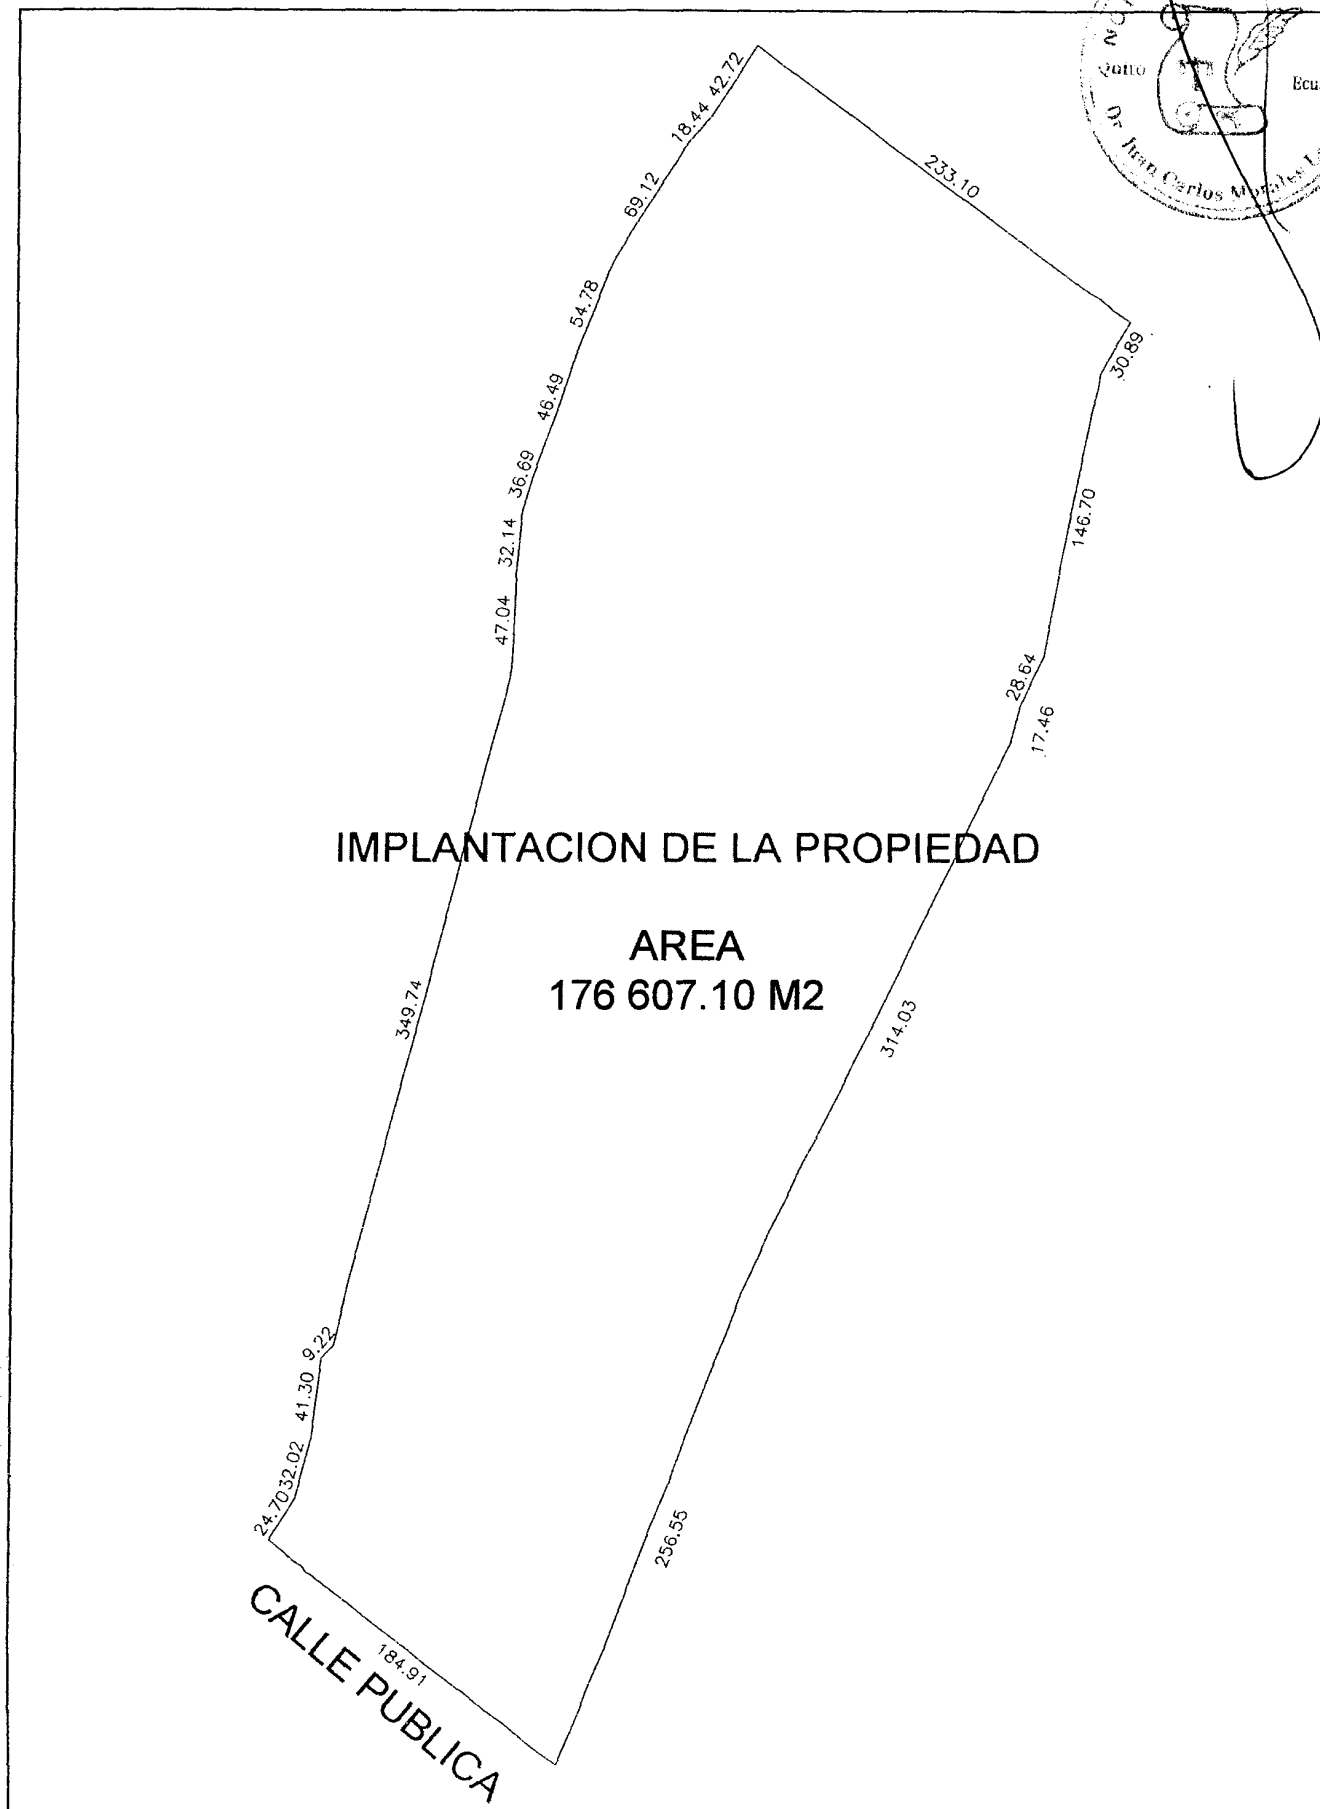 NO
Quito
Ecu
Dr. Juan Carlos Morales L
42.72
18.44
233.10
69.12
54.78
30.89
46.49
36.69
32.14
146.70
47.04
28.64
17.46
IMPLANTACION DE LA PROPIEDAD
AREA
176 607.10 M2
349.74
314.03
9.22
41.30
32.02
24.70
256.55
184.91
CALLE PUBLICA